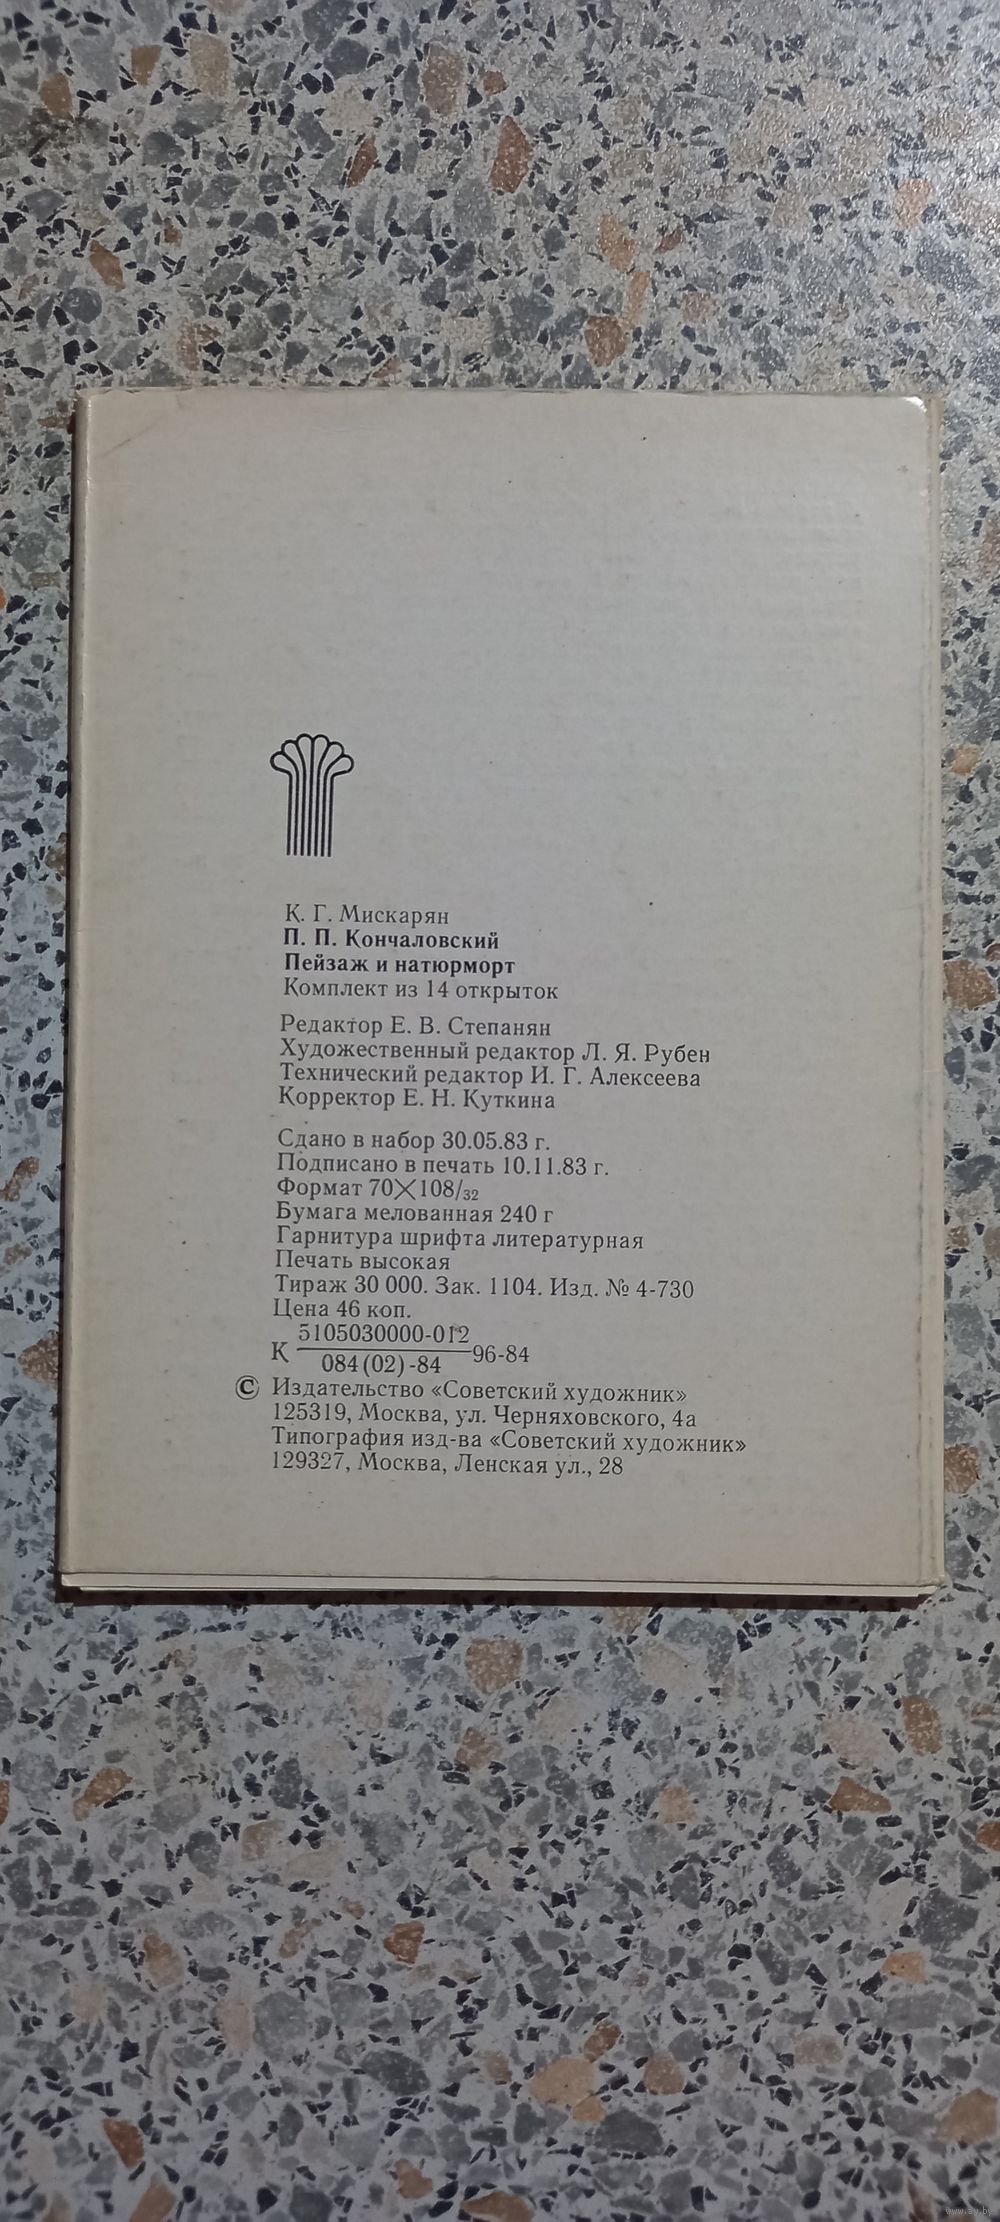 К. Г. Мискарян
П. П. Кончаловский
Пейзаж и натюрморт
Комплект из 14 открыток
Редактор Е. В. Степанян
Художественный редактор Л. Я. Рубен
Технический редактор И. Г. Алексеева
Корректор Е. Н. Куткина
Сдано в набор 30.05.83 г.
Подписано в печать 10.11.83 г.
Формат 70×108/32
Бумага мелованная 240 г
Гарнитура шрифта литературная
Печать высокая
Тираж 30 000. Зак. 1104. Изд. № 4-730
Цена 46 коп.
5105030000-012
К 96-84
084(02)-84
© Издательство «Советский художник»
125319, Москва, ул. Черняховского, 4а
Типография изд-ва «Советский художник»
129327, Москва, Ленская ул., 28
www.au.by